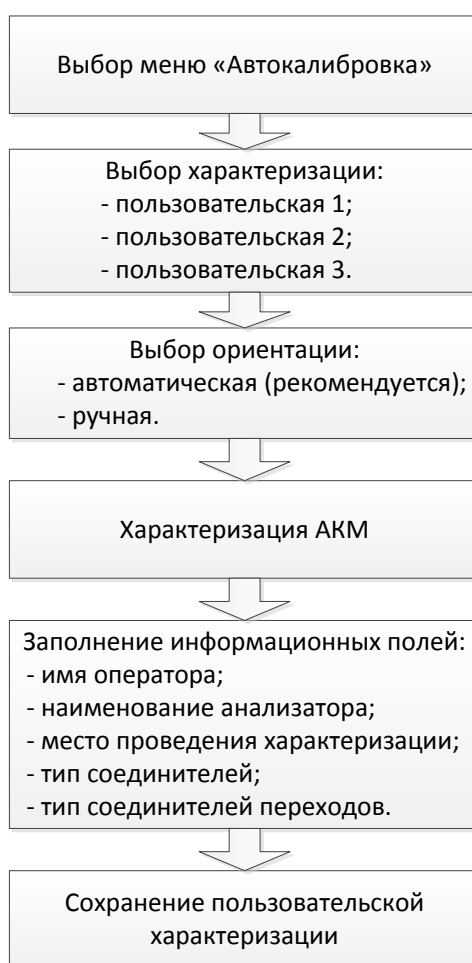 Выбор меню «Автокалибровка»
Выбор характеризации:
- пользовательская 1;
- пользовательская 2;
- пользовательская 3.
Выбор ориентации:
- автоматическая (рекомендуется);
- ручная.
Характеризация АКМ
Заполнение информационных полей:
- имя оператора;
- наименование анализатора;
- место проведения характеризации;
- тип соединителей;
- тип соединителей переходов.
Сохранение пользовательской
характеризации